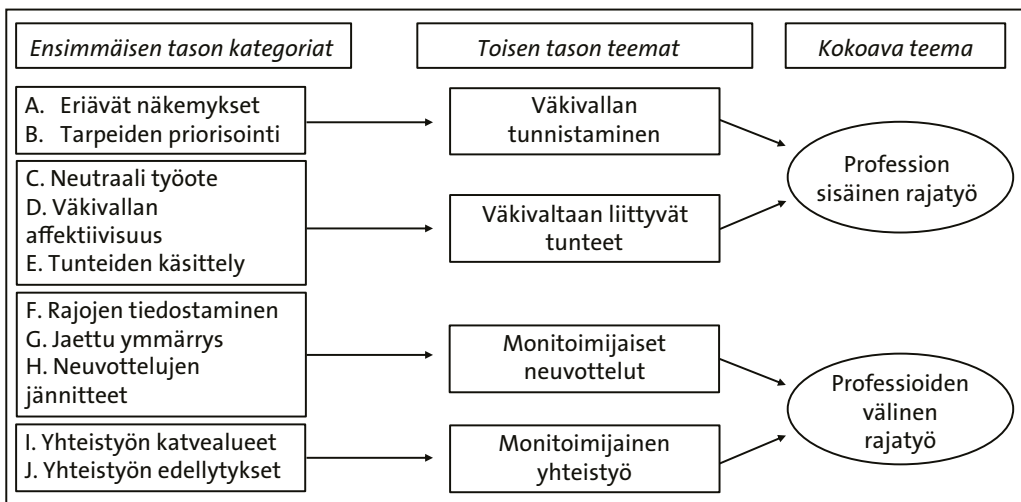 Ensimmäisen tason kategoriat
Toisen tason teemat
Kokoava teema
A. Eriävät näkemykset
B. Tarpeiden priorisointi
Väkivallan
tunnistaminen
C. Neutraali työote
D. Väkivallan
affektiivisuus
E. Tunteiden käsittely
Väkivaltaan liittyvät
tunteet
Profession
sisäinen rajatyö
F. Rajojen tiedostaminen
G. Jaettu ymmärrys
H. Neuvottelujen
jännitteet
Monitoimijaiset
neuvottelut
I. Yhteistyön katvealueet
J. Yhteistyön edellytykset
Monitoimijainen
yhteistyö
Professioiden
välinen
rajatyö